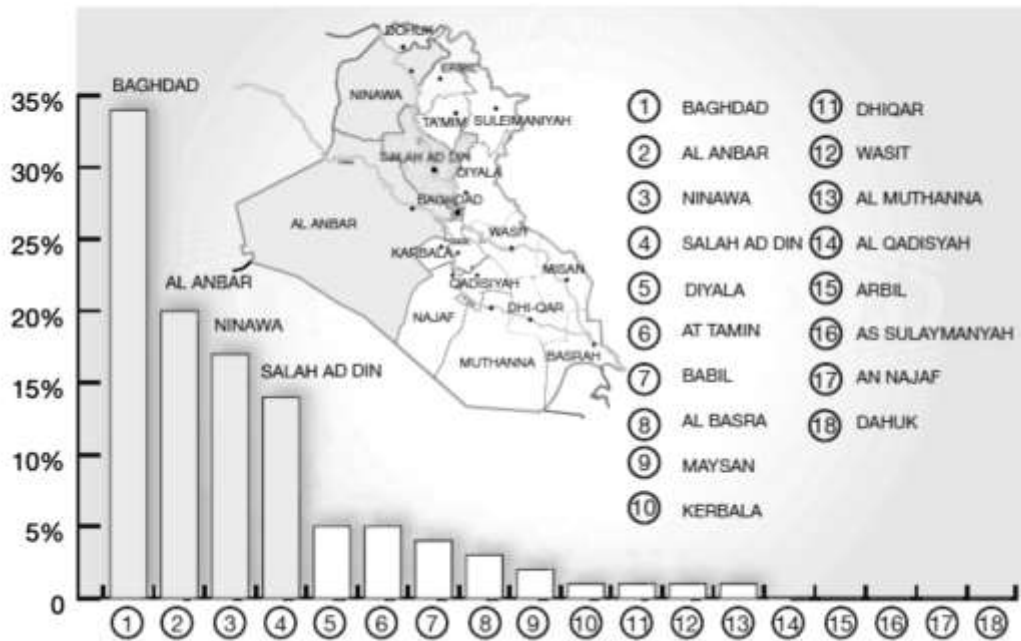 BAGHDAD
35%
30%
25%
20%
15%
10%
5%
0
AL ANBAR
NINAWA
SALAH AD DIN
DOHUK
ERBIL
NINAWA
TA'MIM
SULEIMANIYAH
SALAH AD DIN
DIYALA
BAGHDAD
AL ANBAR
WASIT
KARBALA
MISAN
QADISIYAH
NAJAF
DHI-QAR
MUTHANNA
BASRAH
1 BAGHDAD
2 AL ANBAR
3 NINAWA
4 SALAH AD DIN
5 DIYALA
6 AT TAMIN
7 BABIL
8 AL BASRA
9 MAYSAN
10 KERBALA
11 DHIQAR
12 WASIT
13 AL MUTHANNA
14 AL QADISYAH
15 ARBIL
16 AS SULAYMANYAH
17 AN NAJAF
18 DAHUK
1 2 3 4 5 6 7 8 9 10 11 12 13 14 15 16 17 18